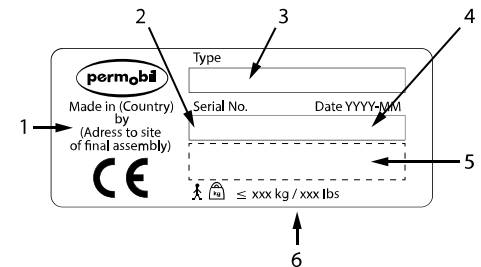 2
3
4
Type
permobil
Serial No. Date YYYY-MM
Made in (Country)
by
(Adress to site
of final assembly)
1
5
CE
kg
≤ xxx kg / xxx lbs
6